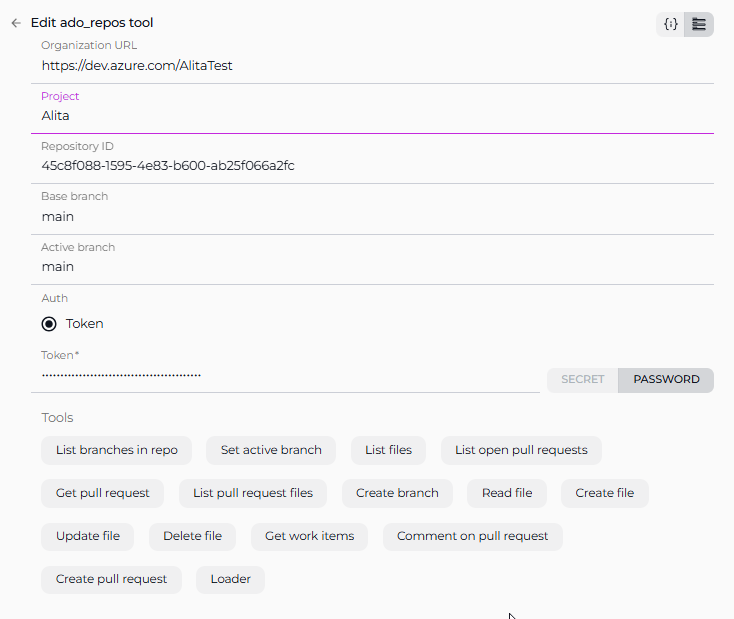 Edit ado_repos tool
Organization URL
https://dev.azure.com/AlitaTest
Project
Alita
Repository ID
45c8f088-1595-4e83-b600-ab25f066a2fc
Base branch
main
Active branch
main
Auth
Token
Token*
SECRET PASSWORD
Tools
List branches in repo Set active branch List files List open pull requests
Get pull request List pull request files Create branch Read file Create file
Update file Delete file Get work items Comment on pull request
Create pull request Loader